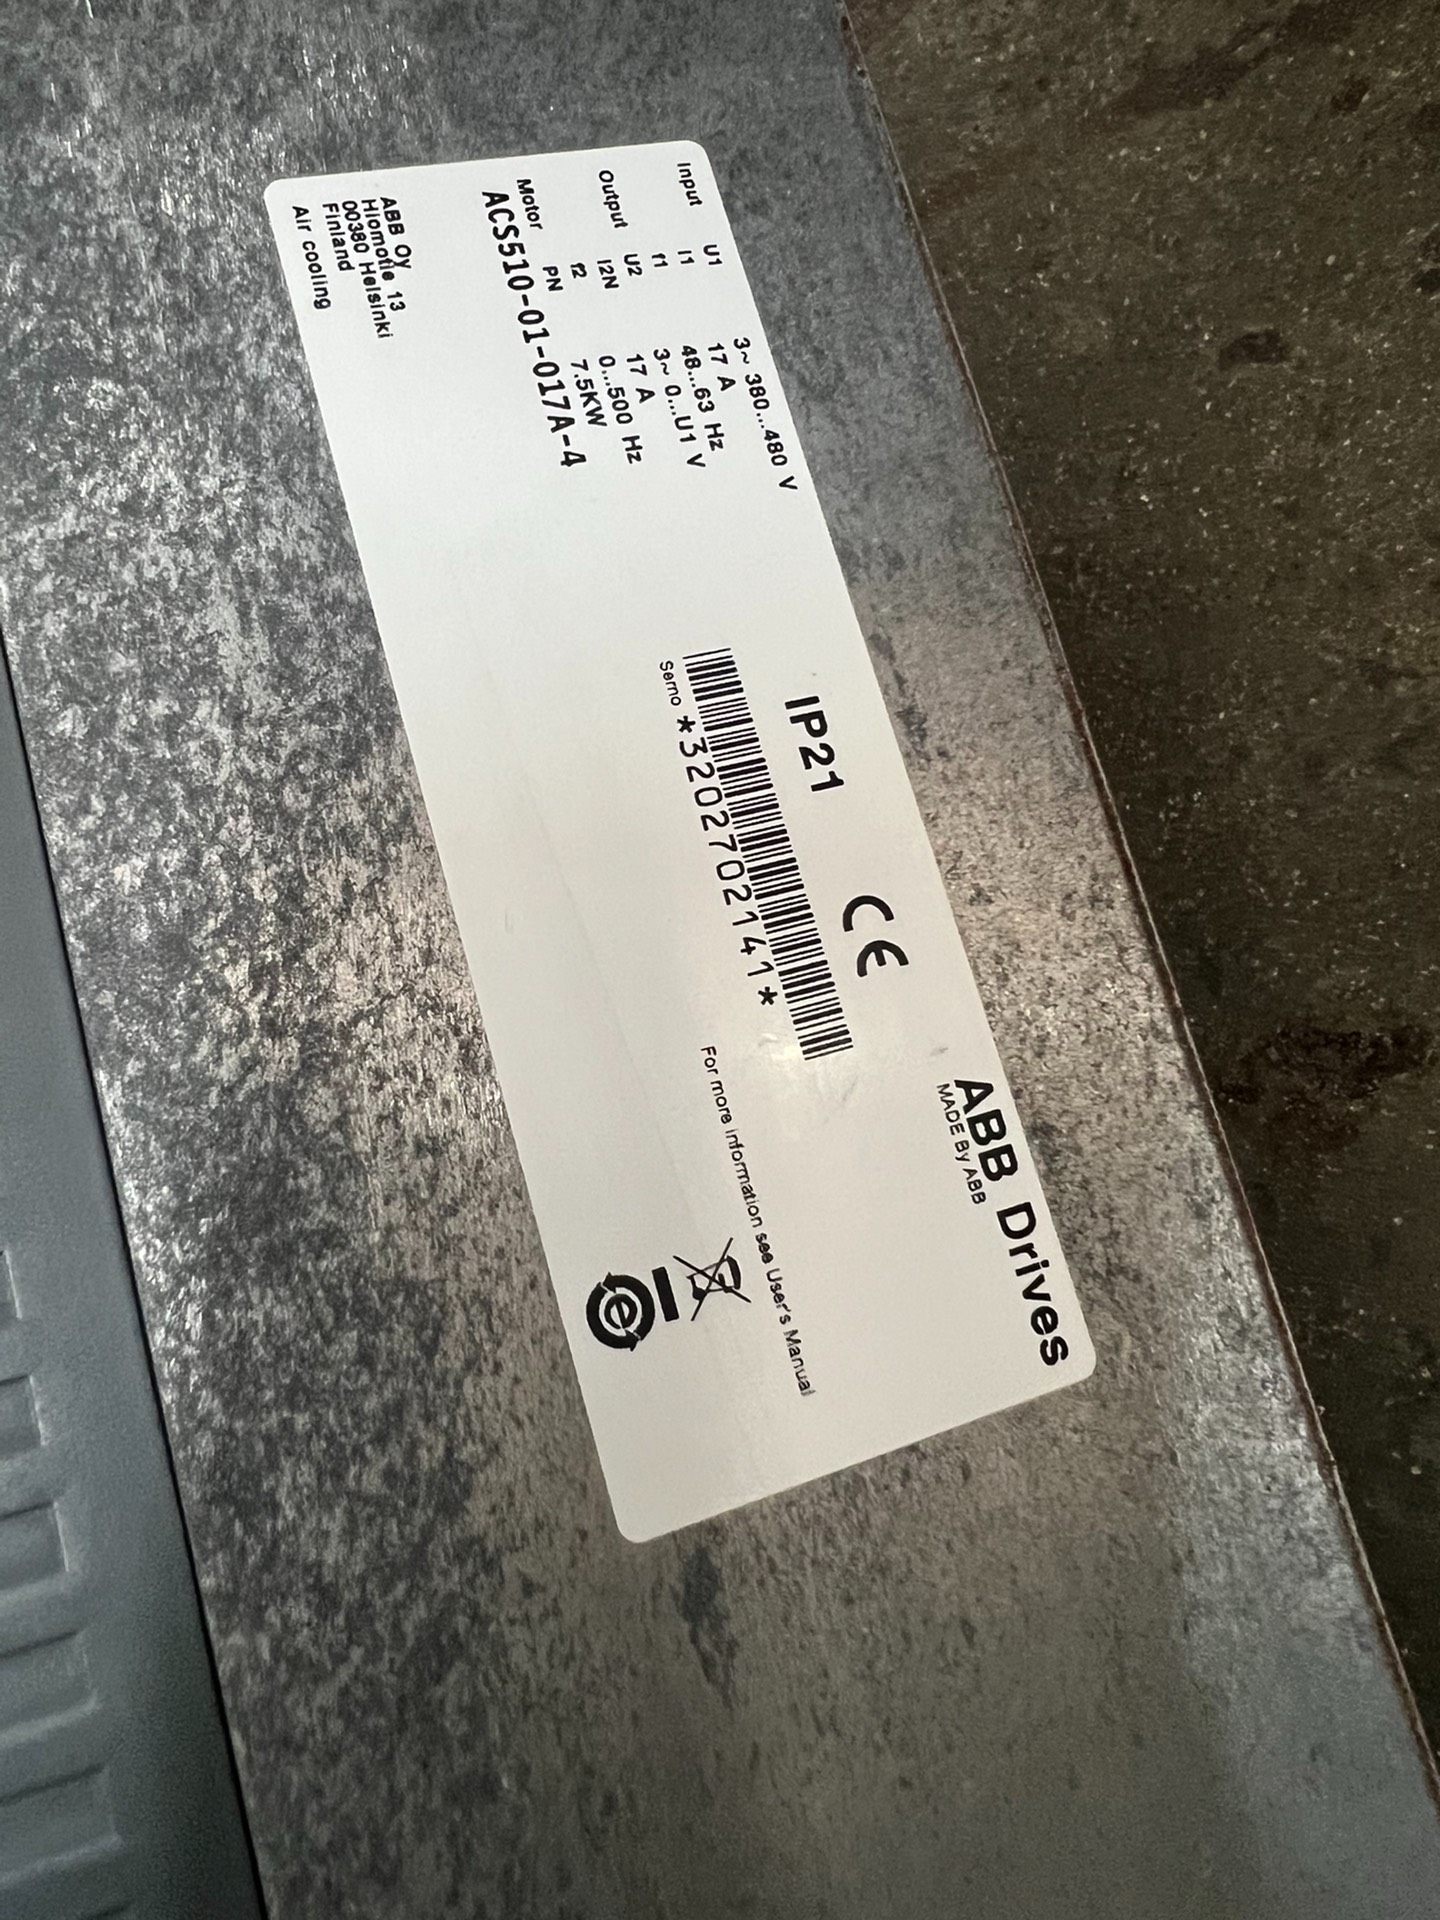 ABB Drives
MADE By ABB
Input U1 3~ 380...480 V
I1 17 A
f1 48...63 Hz
Output U2 3~ 0...U1 V
I2N 17 A
f2 0...500 Hz
Motor PN 7.5KW
ACS510-01-017A-4
ABB Oy
Hiomotie 13
00380 Helsinki
Finland
Air cooling
IP21
CE
Serno *3202702141*
For more information see User's Manual
e